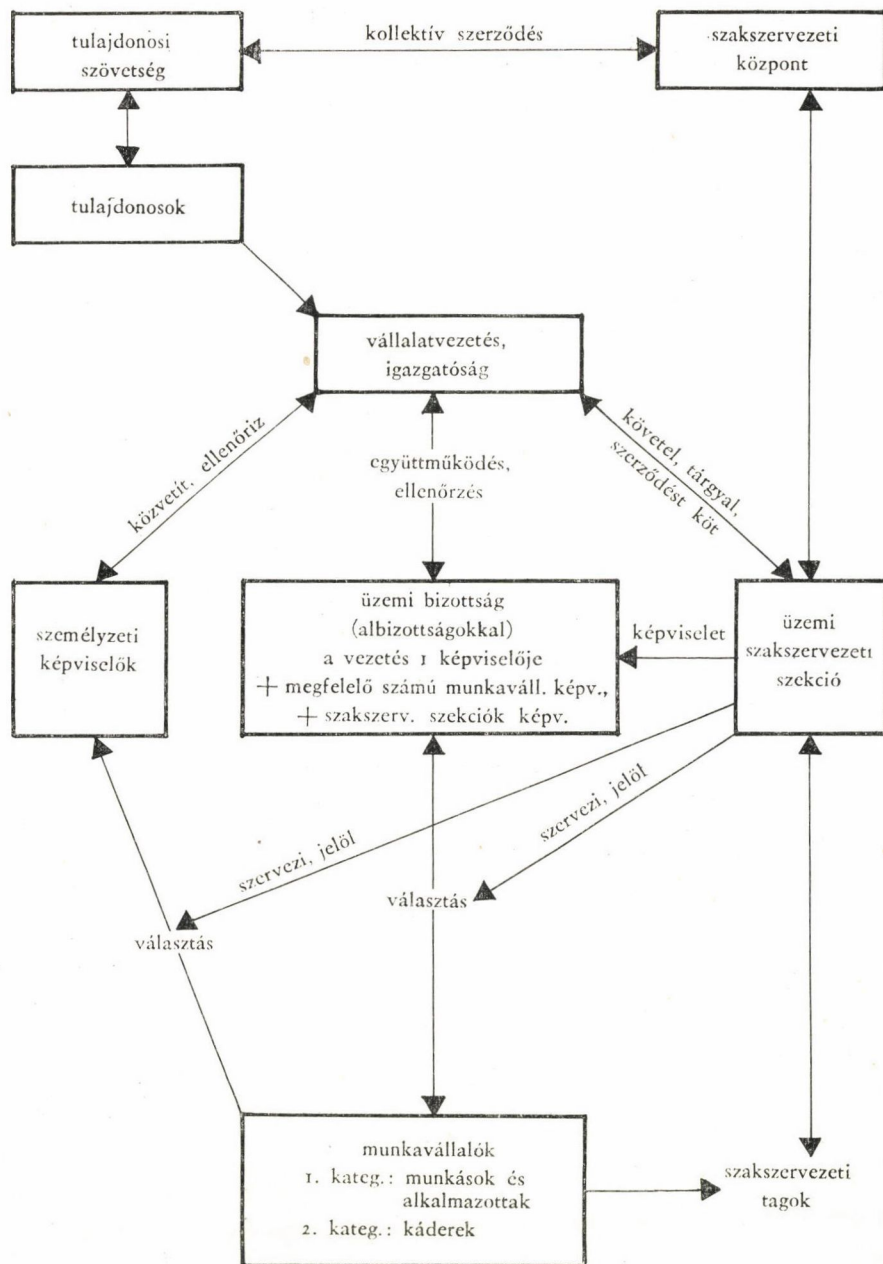 tulajdonosi
szövetség
kollektív szerződés
szakszervezeti
központ
tulajdonosok
vállalatvezetés,
igazgatóság
közvetít, ellenőriz
együttműködés,
ellenőrzés
követel, tárgyal,
szerződést köt
személyzeti
képviselők
üzemi bizottság
(albizottságokkal)
a vezetés 1 képviselője
+ megfelelő számú munkaváll. képv.,
+ szakszerv. szekciók képv.
képviselet
üzemi
szakszervezeti
szekció
szervezi, jelöl
szervezi, jelöl
választás
választás
munkavállalók
1. kateg.: munkások és
alkalmazottak
2. kateg.: káderek
szakszervezeti
tagok